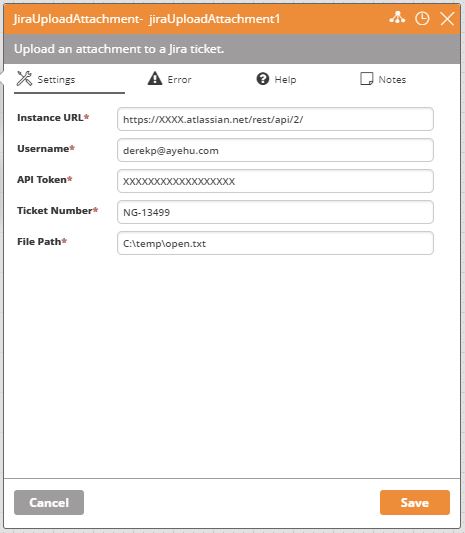 JiraUploadAttachment- jiraUploadAttachment1
Upload an attachment to a Jira ticket.
Settings Error Help Notes
Instance URL* https://XXXX.atlassian.net/rest/api/2/
Username* derekp@ayehu.com
API Token* XXXXXXXXXXXXXXXXXX
Ticket Number* NG-13499
File Path* C:\temp\open.txt
Cancel Save